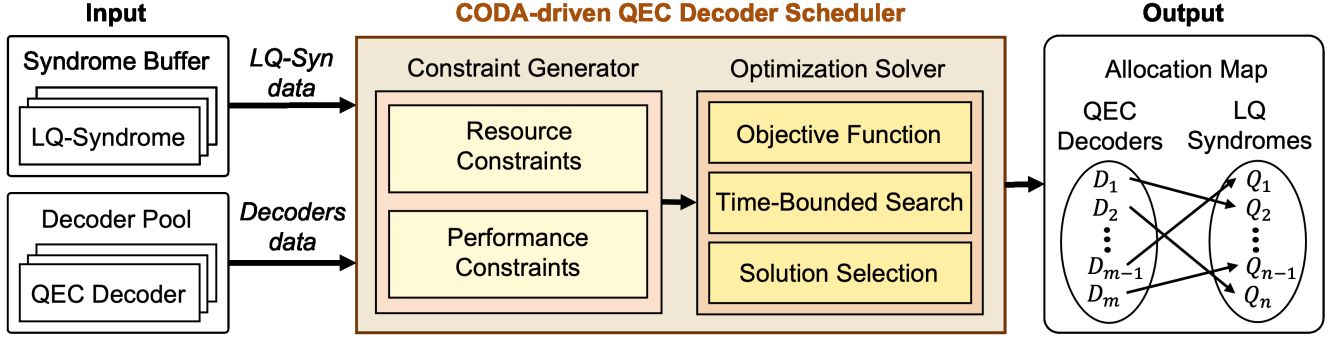 Input
CODA-driven QEC Decoder Scheduler
Output
Syndrome Buffer
LQ-Syndrome
LQ-Syn
data
Decoder Pool
QEC Decoder
Decoders
data
Constraint Generator
Resource
Constraints
Performance
Constraints
Optimization Solver
Objective Function
Time-Bounded Search
Solution Selection
Allocation Map
QEC
Decoders
LQ
Syndromes
D₁
D₂
⋮
Dₘ₋₁
Dₘ
Q₁
Q₂
⋮
Qₙ₋₁
Qₙ